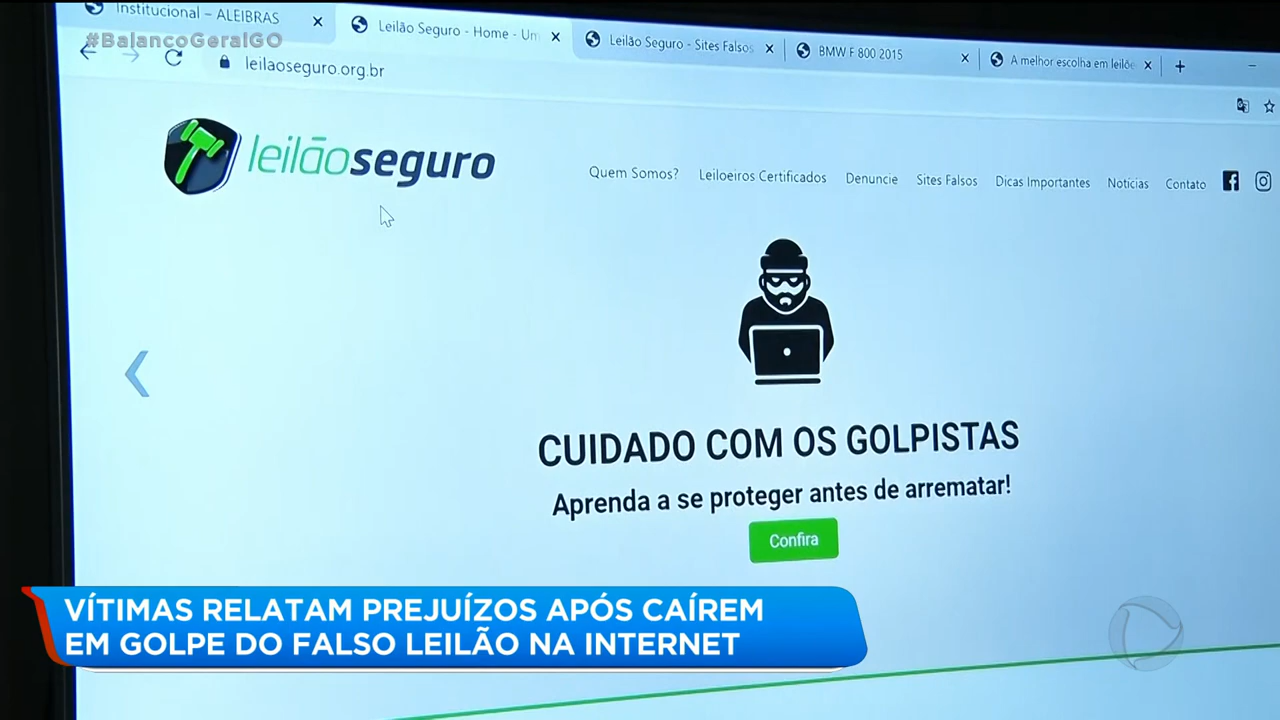 Institucional – ALEIBRAS
Leilão Seguro - Home - Um
Leilão Seguro - Sites Falsos
BMW F 800 2015
A melhor escolha em leilõe
#BalancoGeralGO
leilaoseguro.org.br
leilãoseguro
Quem Somos?
Leiloeiros Certificados
Denuncie
Sites Falsos
Dicas Importantes
Notícias
Contato
CUIDADO COM OS GOLPISTAS
Aprenda a se proteger antes de arrematar!
Confira
VÍTIMAS RELATAM PREJUÍZOS APÓS CAÍREM
EM GOLPE DO FALSO LEILÃO NA INTERNET